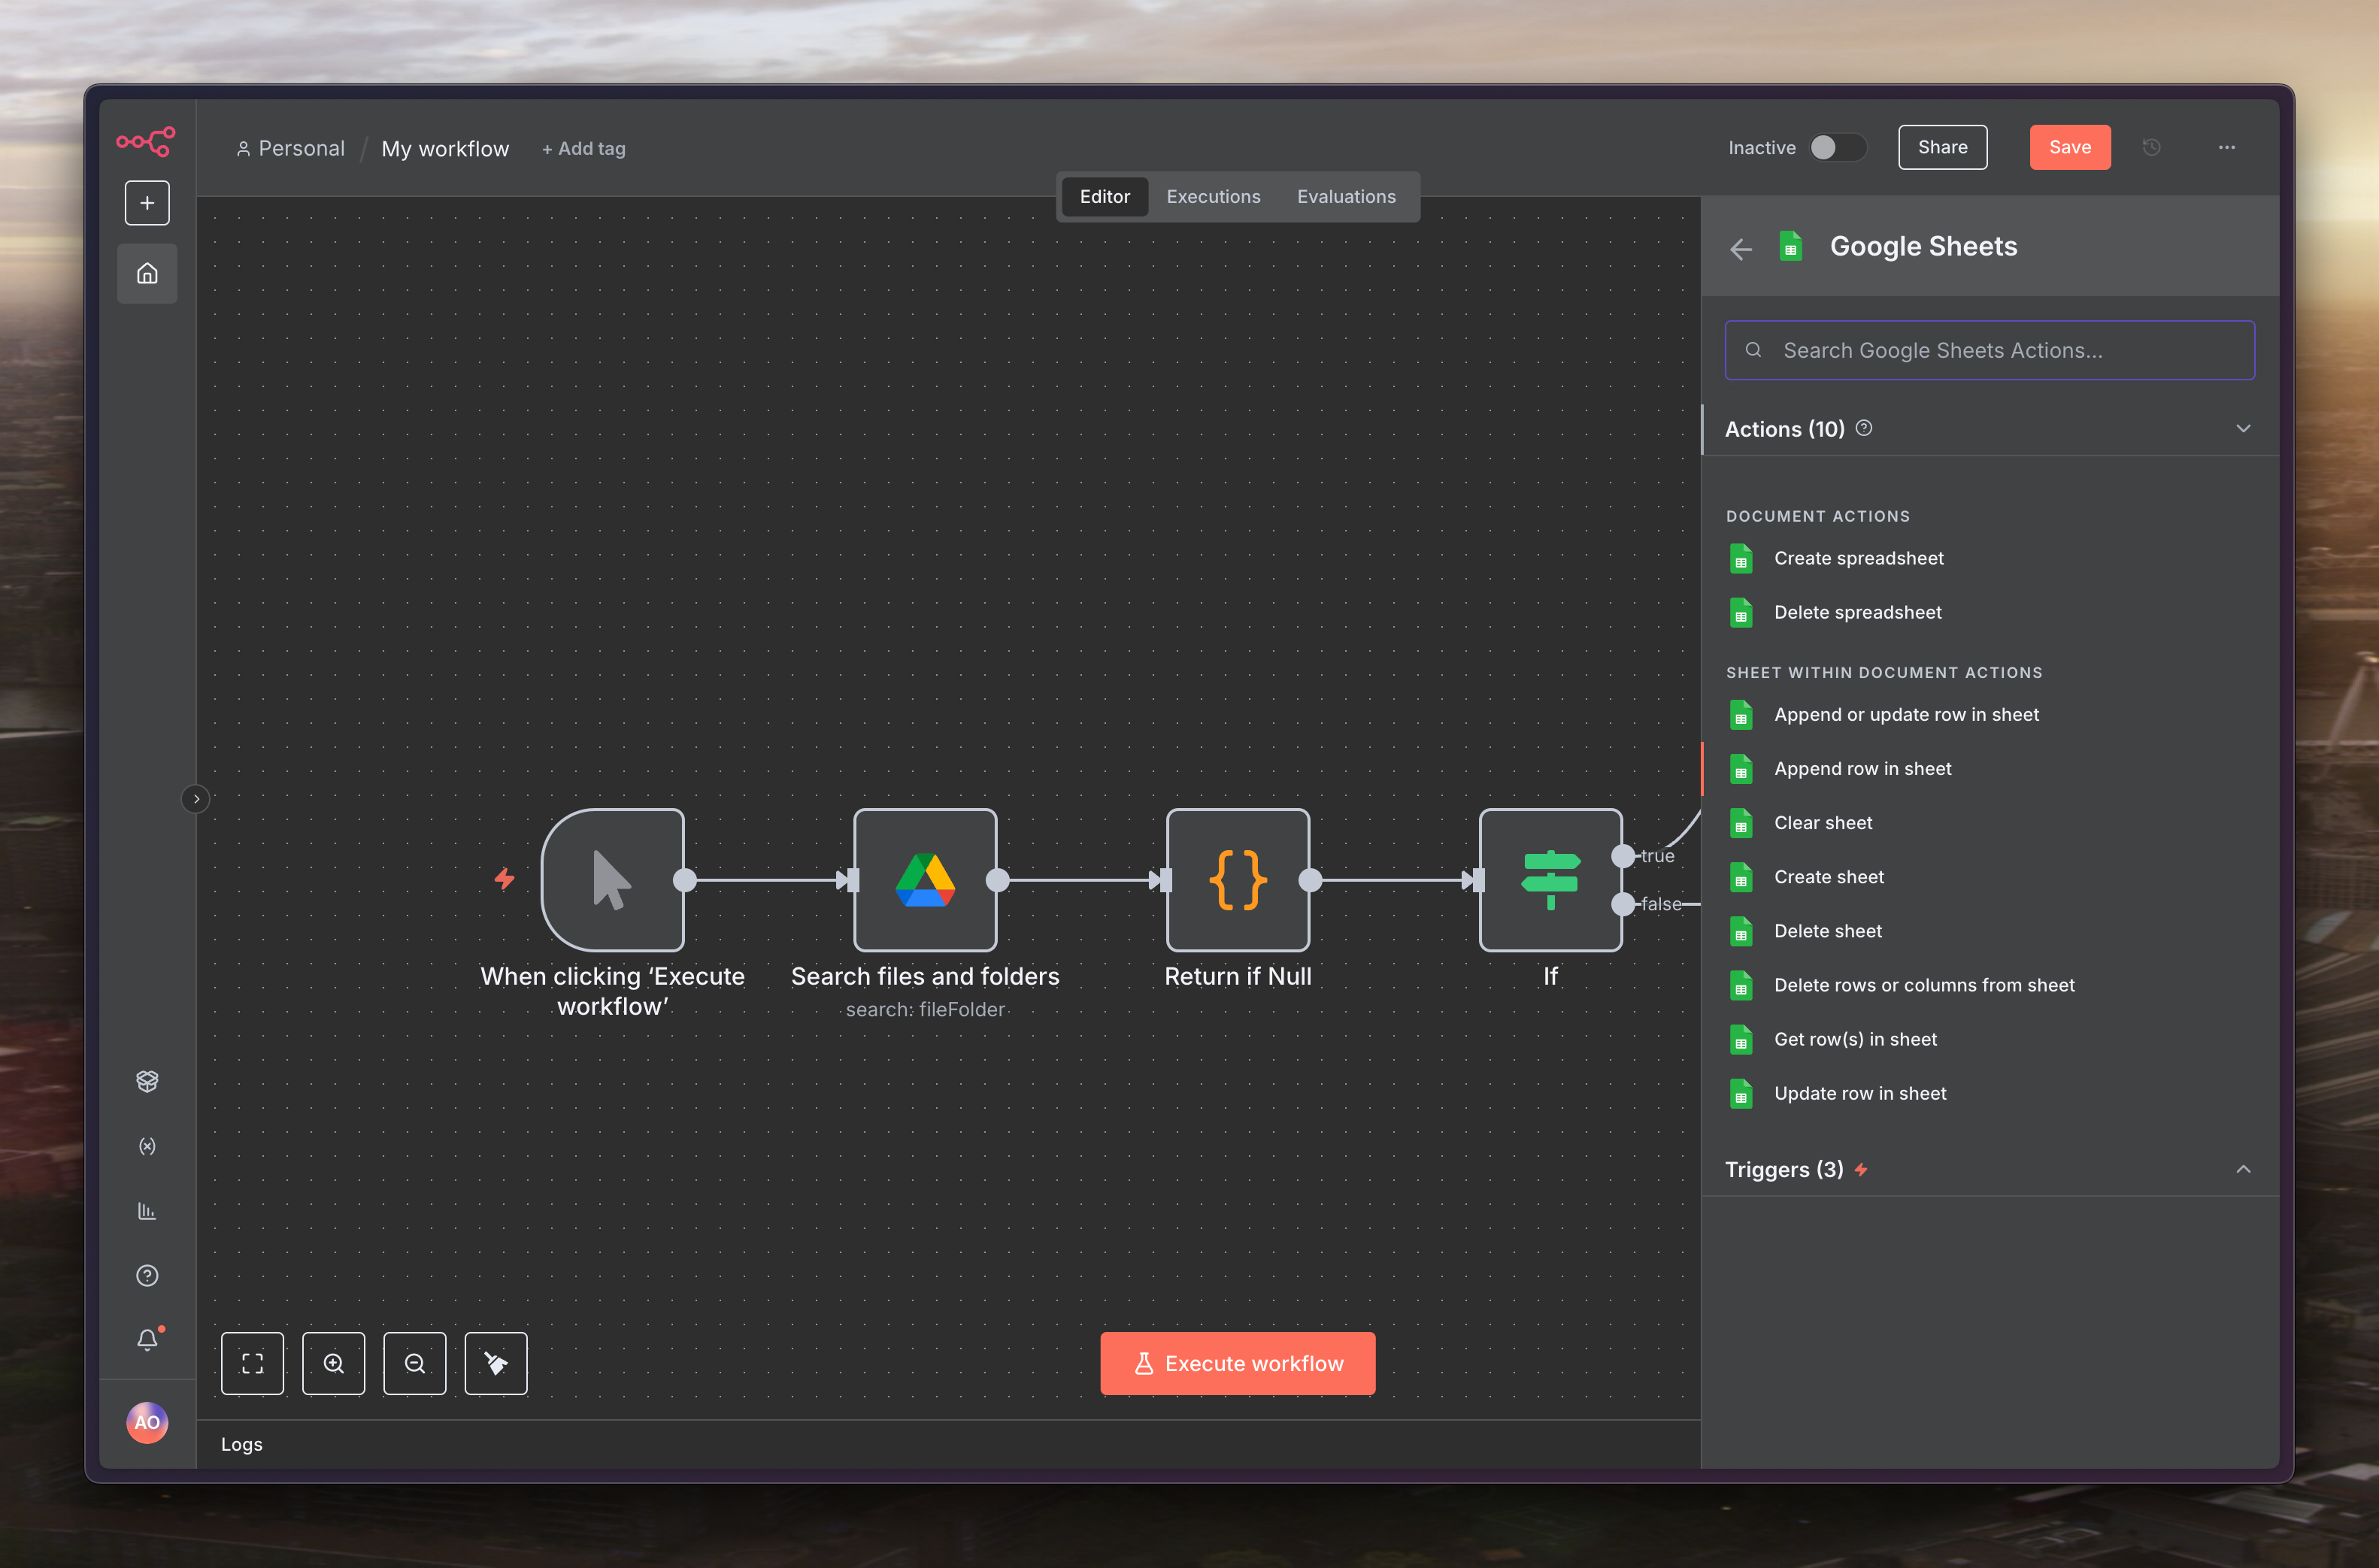 Personal / My workflow + Add tag
Inactive
Share
Save
Editor
Executions
Evaluations
Google Sheets
Search Google Sheets Actions...
Actions (10)
DOCUMENT ACTIONS
Create spreadsheet
Delete spreadsheet
SHEET WITHIN DOCUMENT ACTIONS
Append or update row in sheet
Append row in sheet
Clear sheet
Create sheet
Delete sheet
Delete rows or columns from sheet
Get row(s) in sheet
Update row in sheet
Triggers (3)
true
false
When clicking ‘Execute
workflow’
Search files and folders
search: fileFolder
Return if Null
If
Execute workflow
AO
Logs